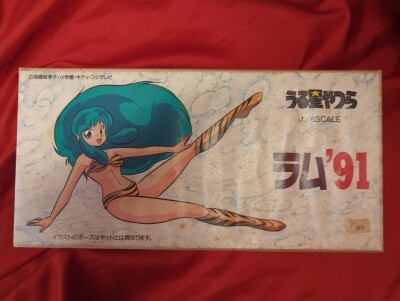 ©高橋留美子/小学館・キティ・フジテレビ
うる星やつら
1/6SCALE
ラム'91
イラストのポーズはキットとは異なります。